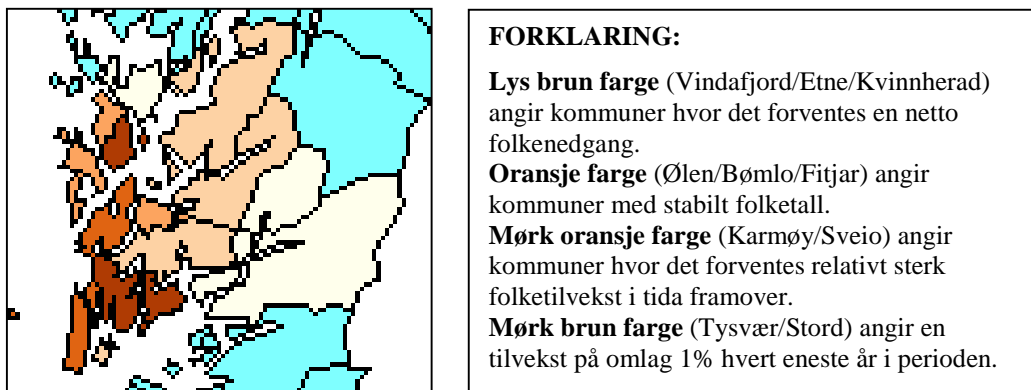 FORKLARING:
Lys brun farge (Vindafjord/Etne/Kvinnherad)
angir kommuner hvor det forventes en netto
folkenedgang.
Oransje farge (Ølen/Bømlo/Fitjar) angir
kommuner med stabilt folketall.
Mørk oransje farge (Karmøy/Sveio) angir
kommuner hvor det forventes relativt sterk
folketilvekst i tida framover.
Mørk brun farge (Tysvær/Stord) angir en
tilvekst på omlag 1% hvert eneste år i perioden.